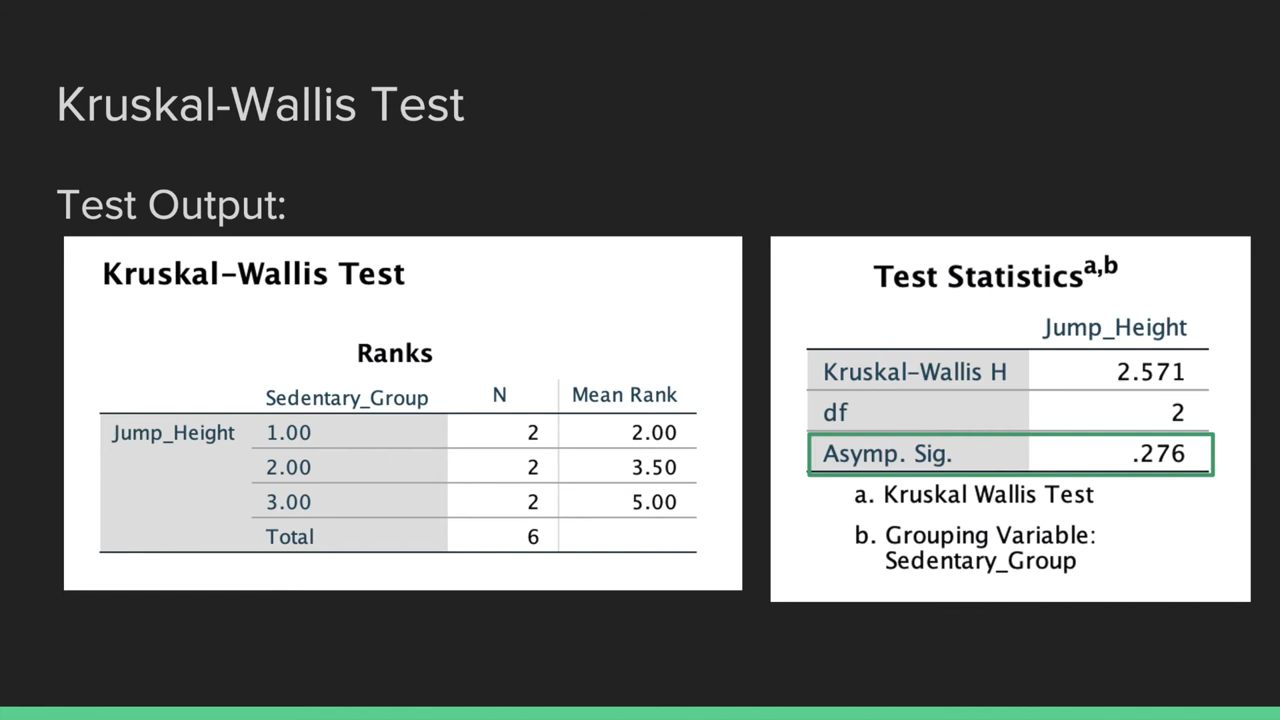 Kruskal-Wallis Test
Test Output:
Kruskal-Wallis Test
Ranks
Sedentary_Group N Mean Rank
Jump_Height 1.00 2 2.00
2.00 2 3.50
3.00 2 5.00
Total 6
Test Statisticsa,b
Jump_Height
Kruskal-Wallis H 2.571
df 2
Asymp. Sig. .276
a. Kruskal Wallis Test
b. Grouping Variable:
Sedentary_Group